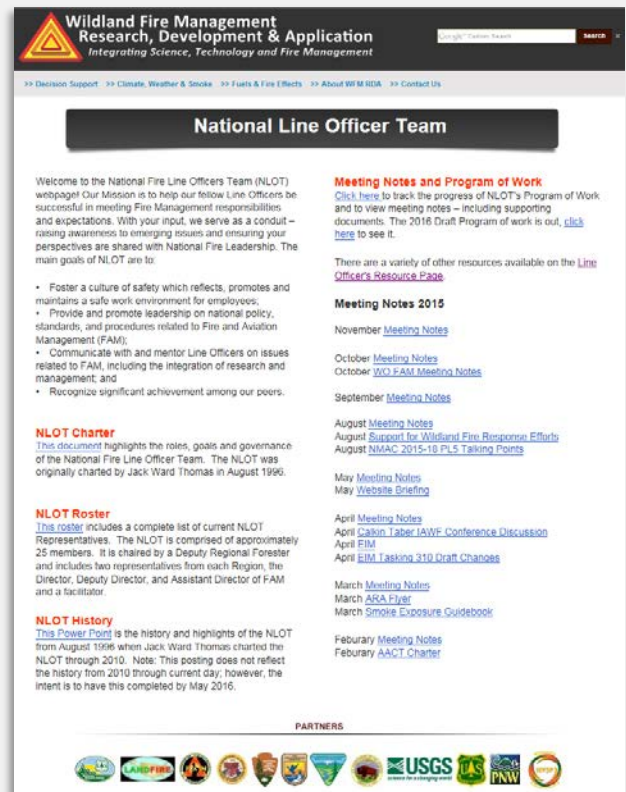 Wildland Fire Management
Research, Development & Application
Integrating Science, Technology and Fire Management
Search
>> Decision Support >> Climate, Weather & Smoke >> Fuels & Fire Effects >> About WFM RDA >> Contact Us
National Line Officer Team
Welcome to the National Fire Line Officers Team (NLOT)
webpage! Our Mission is to help our fellow Line Officers be
successful in meeting Fire Management responsibilities
and expectations. With your input, we serve as a conduit –
raising awareness to emerging issues and ensuring your
perspectives are shared with National Fire Leadership. The
main goals of NLOT are to:
• Foster a culture of safety which reflects, promotes and
maintains a safe work environment for employees;
• Provide and promote leadership on national policy,
standards, and procedures related to Fire and Aviation
Management (FAM);
• Communicate with and mentor Line Officers on issues
related to FAM, including the integration of research and
management; and
• Recognize significant achievement among our peers.
NLOT Charter
This document highlights the roles, goals and governance
of the National Fire Line Officer Team. The NLOT was
originally charted by Jack Ward Thomas in August 1996.
NLOT Roster
This roster includes a complete list of current NLOT
Representatives. The NLOT is comprised of approximately
25 members. It is chaired by a Deputy Regional Forester
and includes two representatives from each Region, the
Director, Deputy Director, and Assistant Director of FAM
and a facilitator.
NLOT History
This Power Point is the history and highlights of the NLOT
from August 1996 when Jack Ward Thomas charted the
NLOT through 2010. Note: This posting does not reflect
the history from 2010 through current day; however, the
intent is to have this completed by May 2016.
Meeting Notes and Program of Work
Click here to track the progress of NLOT's Program of Work
and to view meeting notes – including supporting
documents. The 2016 Draft Program of work is out, click
here to see it.
There are a variety of other resources available on the Line
Officer's Resource Page.
Meeting Notes 2015
November Meeting Notes
October Meeting Notes
October WO FAM Meeting Notes
September Meeting Notes
August Meeting Notes
August Support for Wildland Fire Response Efforts
August NMAC 2015-18 PL5 Talking Points
May Meeting Notes
May Website Briefing
April Meeting Notes
April Calkin Taber IAWF Conference Discussion
April EIM
April EIM Tasking 310 Draft Changes
March Meeting Notes
March ARA Flyer
March Smoke Exposure Guidebook
Feburary Meeting Notes
Feburary AACT Charter
PARTNERS
LANDFIRE
USGS
science for a changing world
UAS
PNW